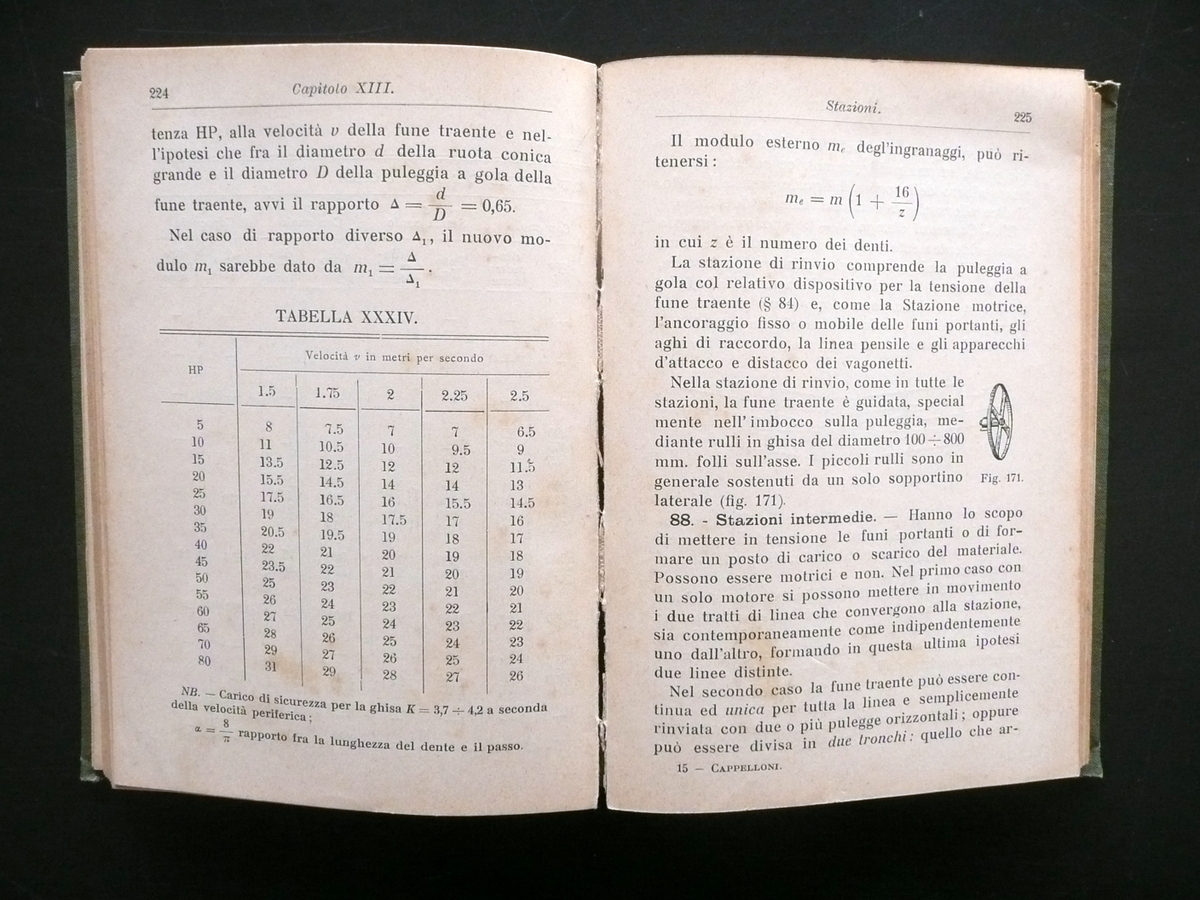 224
Capitolo XIII.
tenza HP, alla velocità v della fune traente e nel-
l'ipotesi che fra il diametro d della ruota conica
grande e il diametro D della puleggia a gola della
fune traente, avvi il rapporto Δ = d/D = 0,65.
Nel caso di rapporto diverso Δ₁, il nuovo mo-
dulo m₁ sarebbe dato da m₁ = Δ/Δ₁.
TABELLA XXXIV.
HP
Velocità v in metri per secondo
1.5 1.75 2 2.25 2.5
5 8 7.5 7 7 6.5
10 11 10.5 10 9.5 9
15 13.5 12.5 12 12 11.5
20 15.5 14.5 14 14 13
25 17.5 16.5 16 15.5 14.5
30 19 18 17.5 17 16
35 20.5 19.5 19 18 17
40 22 21 20 19 18
45 23.5 22 21 20 19
50 25 23 22 21 20
55 26 24 23 22 21
60 27 25 24 23 22
65 28 26 25 24 23
70 29 27 26 25 24
80 31 29 28 27 26
NB. — Carico di sicurezza per la ghisa K = 3,7 ÷ 4,2 a seconda
della velocità periferica;
α = 8/π rapporto fra la lunghezza del dente e il passo.
Stazioni.
225
Il modulo esterno mₑ degl'ingranaggi, può ri-
tenersi :
mₑ = m (1 + 16/z)
in cui z è il numero dei denti.
La stazione di rinvio comprende la puleggia a
gola col relativo dispositivo per la tensione della
fune traente (§ 84) e, come la Stazione motrice,
l'ancoraggio fisso o mobile delle funi portanti, gli
aghi di raccordo, la linea pensile e gli apparecchi
d'attacco e distacco dei vagonetti.
Nella stazione di rinvio, come in tutte le
stazioni, la fune traente è guidata, special
mente nell' imbocco sulla puleggia, me-
diante rulli in ghisa del diametro 100÷800
mm. folli sull'asse. I piccoli rulli sono in
generale sostenuti da un solo sopportino
laterale (fig. 171).
Fig. 171.
88. - Stazioni intermedie. — Hanno lo scopo
di mettere in tensione le funi portanti o di for-
mare un posto di carico o scarico del materiale.
Possono essere motrici e non. Nel primo caso con
un solo motore si possono mettere in movimento
i due tratti di linea che convergono alla stazione,
sia contemporaneamente come indipendentemente
uno dall'altro, formando in questa ultima ipotesi
due linee distinte.
Nel secondo caso la fune traente può essere con-
tinua ed unica per tutta la linea e semplicemente
rinviata con due o più pulegge orizzontali ; oppure
può essere divisa in due tronchi: quello che ar-
15 — CAPPELLONI.